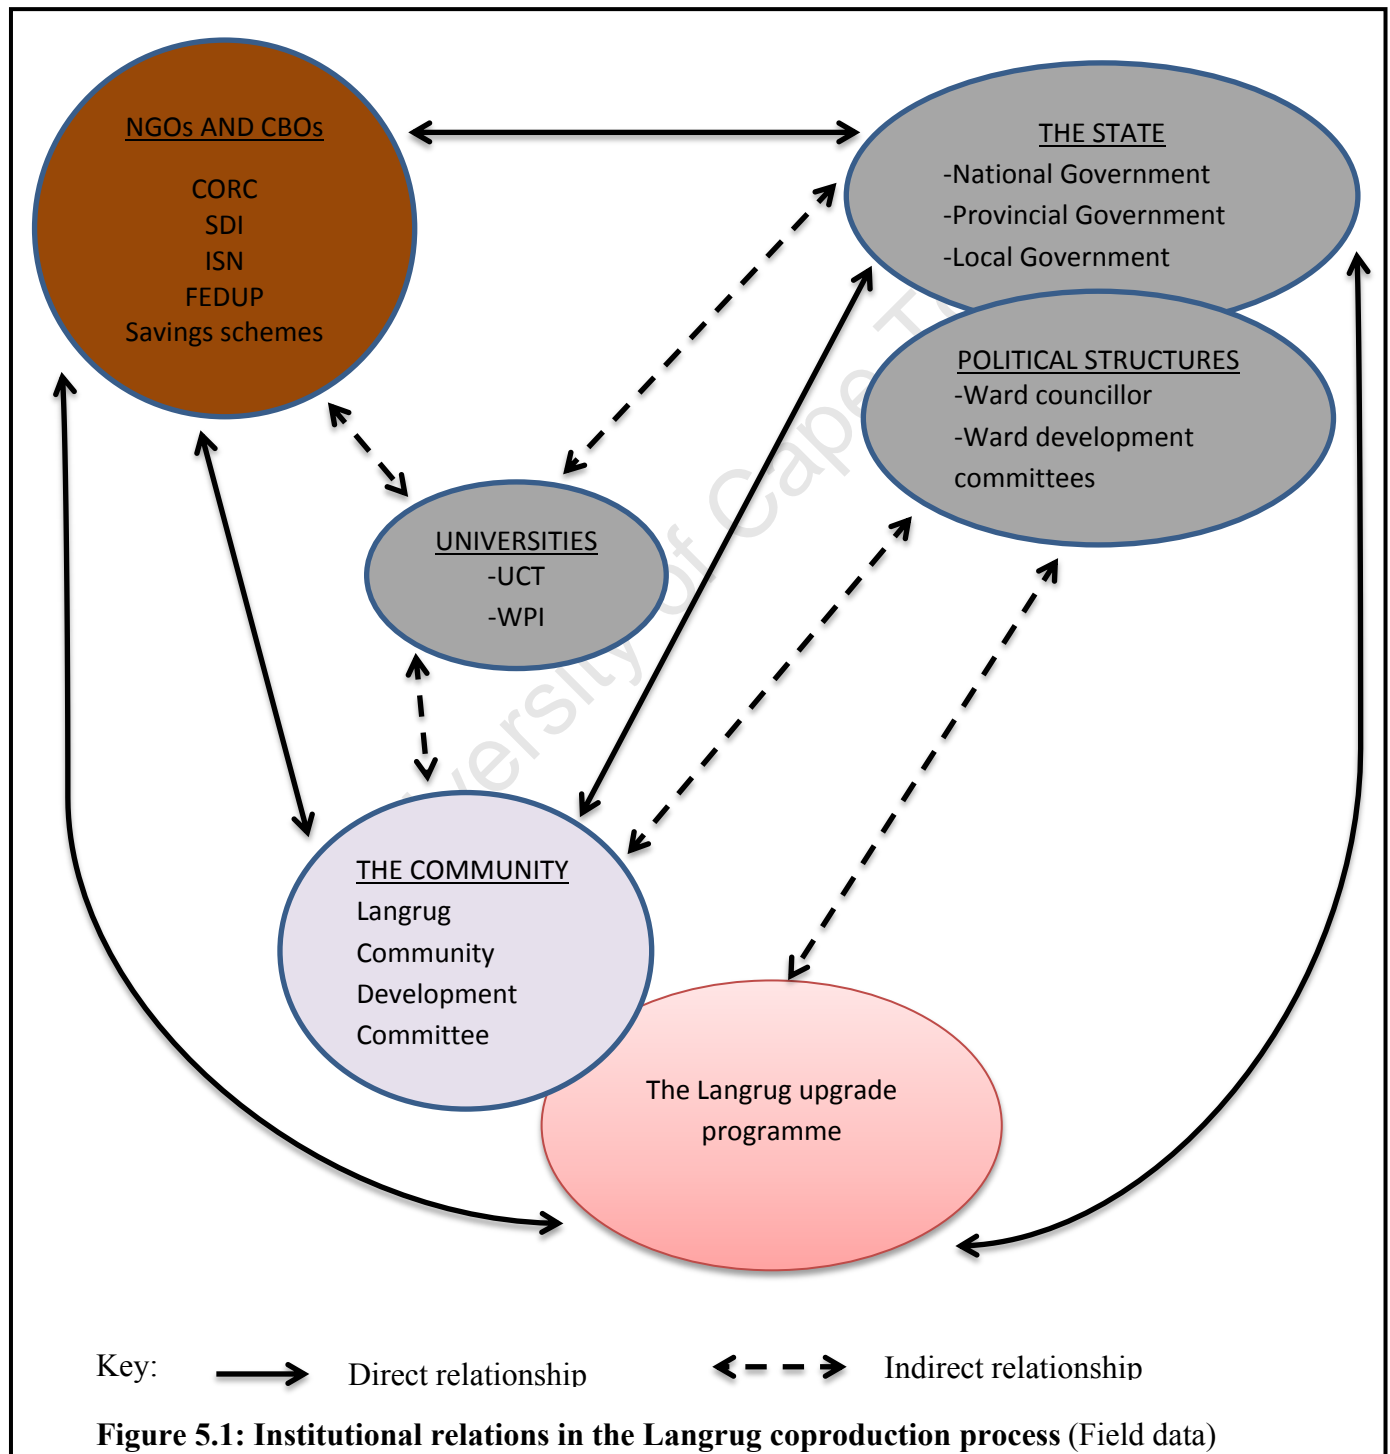 NGOs AND CBOs
CORC
SDI
ISN
FEDUP
Savings schemes
THE STATE
-National Government
-Provincial Government
-Local Government
POLITICAL STRUCTURES
-Ward councillor
-Ward development
committees
UNIVERSITIES
-UCT
-WPI
THE COMMUNITY
Langrug
Community
Development
Committee
The Langrug upgrade
programme
Key: Direct relationship Indirect relationship
Figure 5.1: Institutional relations in the Langrug coproduction process (Field data)